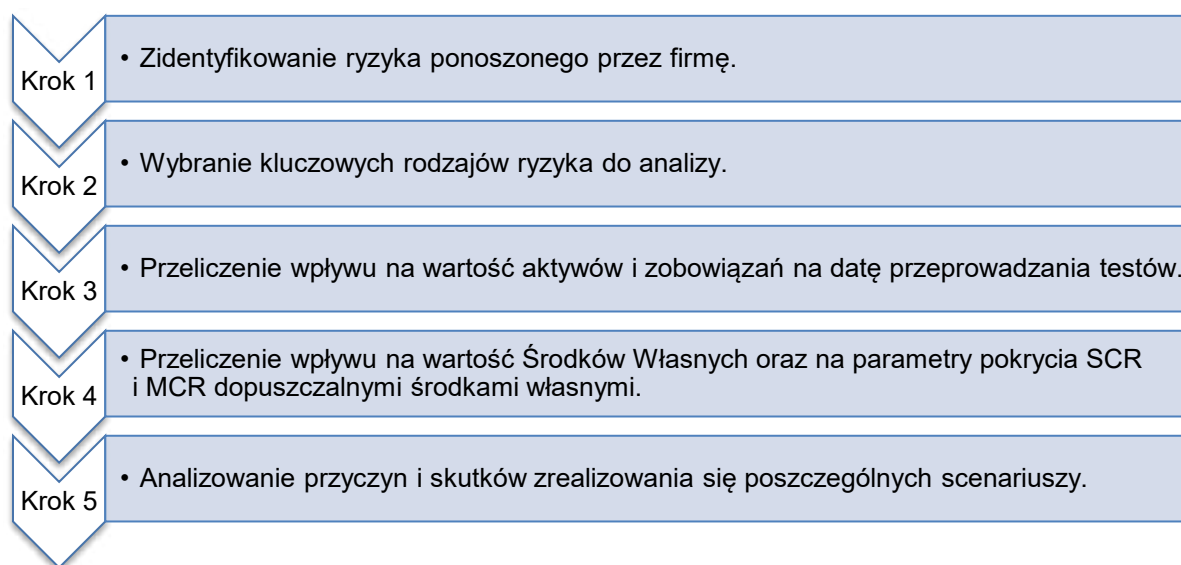 Krok 1
• Zidentyfikowanie ryzyka ponoszonego przez firmę.
Krok 2
• Wybranie kluczowych rodzajów ryzyka do analizy.
Krok 3
• Przeliczenie wpływu na wartość aktywów i zobowiązań na datę przeprowadzania testów.
Krok 4
• Przeliczenie wpływu na wartość Środków Własnych oraz na parametry pokrycia SCR
i MCR dopuszczalnymi środkami własnymi.
Krok 5
• Analizowanie przyczyn i skutków zrealizowania się poszczególnych scenariuszy.